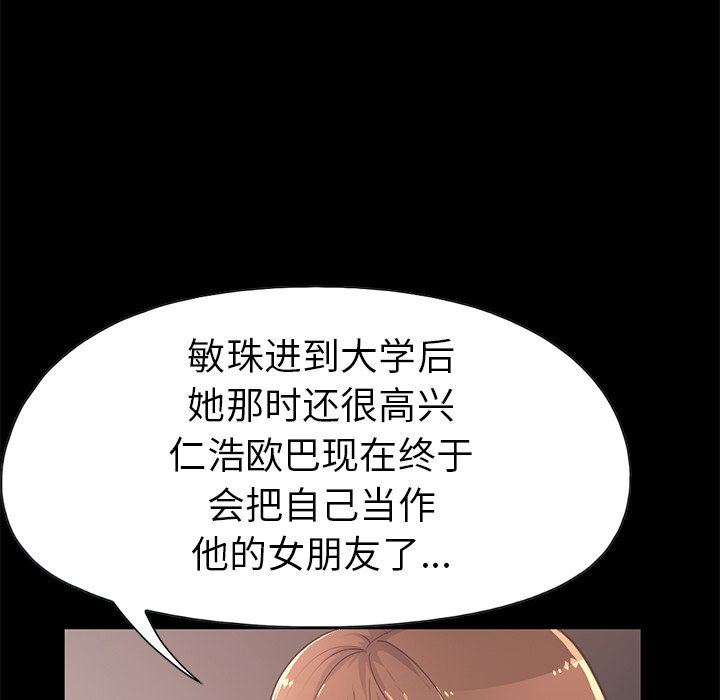 敏珠进到大学后
她那时还很高兴
仁浩欧巴现在终于
会把自己当作
他的女朋友了...